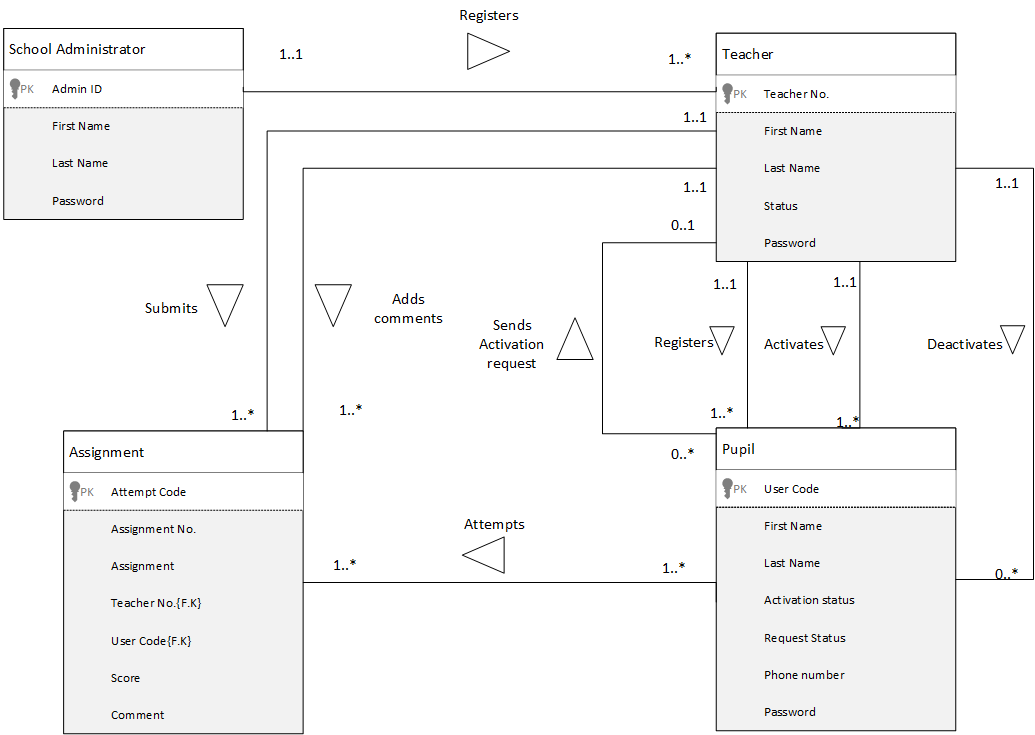 Registers
School Administrator
1..1
1..*
Teacher
PK Admin ID
PK Teacher No.
First Name
Last Name
Password
1..1
First Name
Last Name
Status
Password
1..1
1..1
0..1
1..1
1..1
Submits
Adds
comments
Sends
Activation
request
Registers
Activates
Deactivates
1..*
1..*
1..*
1..*
0..*
Assignment
Pupil
PK Attempt Code
PK User Code
Assignment No.
Assignment
Teacher No.{F.K}
User Code{F.K}
Score
Comment
Attempts
1..*
1..*
First Name
Last Name
Activation status
Request Status
Phone number
Password
0..*